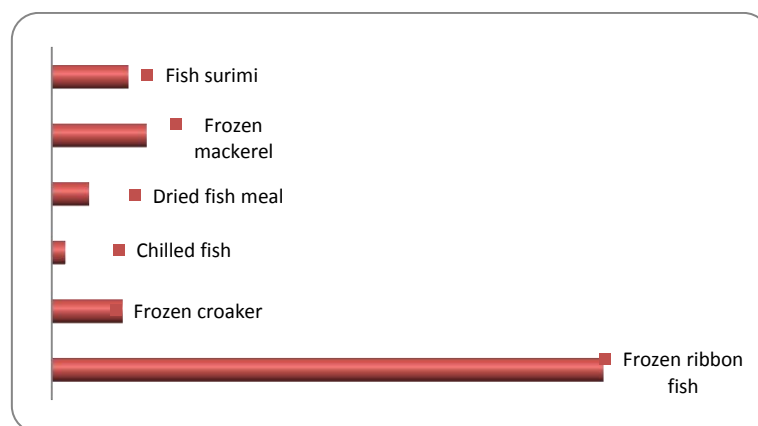 Fish surimi
Frozen
mackerel
Dried fish meal
Chilled fish
Frozen croaker
Frozen ribbon
fish